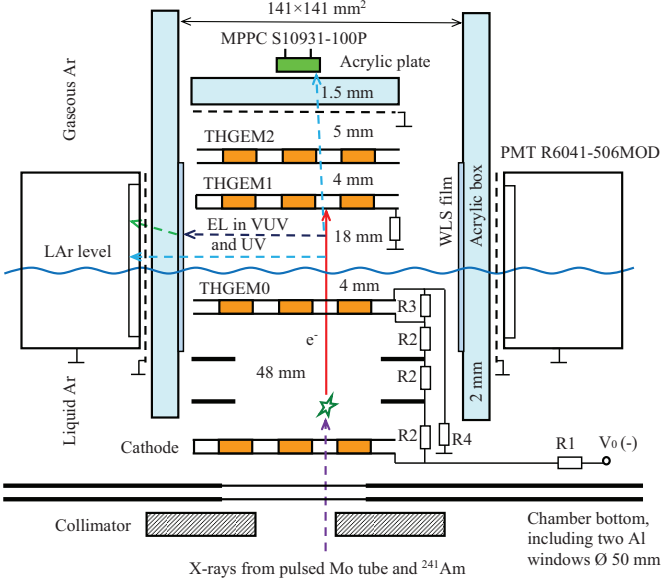 141×141 mm²
MPPC S10931-100P
Acrylic plate
1.5 mm
Gaseous Ar
5 mm
THGEM2
4 mm
THGEM1
PMT R6041-506MOD
WLS film
Acrylic box
EL in VUV
and UV
18 mm
LAr level
THGEM0
4 mm
R3
R2
e⁻
48 mm
R2
2 mm
Liquid Ar
Cathode
R2
R4
R1
V₀ (-)
Collimator
Chamber bottom,
including two Al
windows Ø 50 mm
X-rays from pulsed Mo tube and ²⁴¹Am